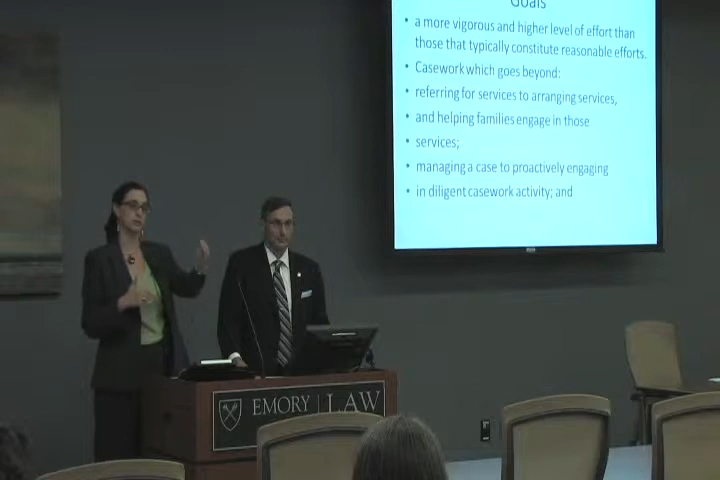 Goals
• a more vigorous and higher level of effort than
those that typically constitute reasonable efforts.
• Casework which goes beyond:
• referring for services to arranging services,
• and helping families engage in those
• services;
• managing a case to proactively engaging
• in diligent casework activity; and
EMORY | LAW